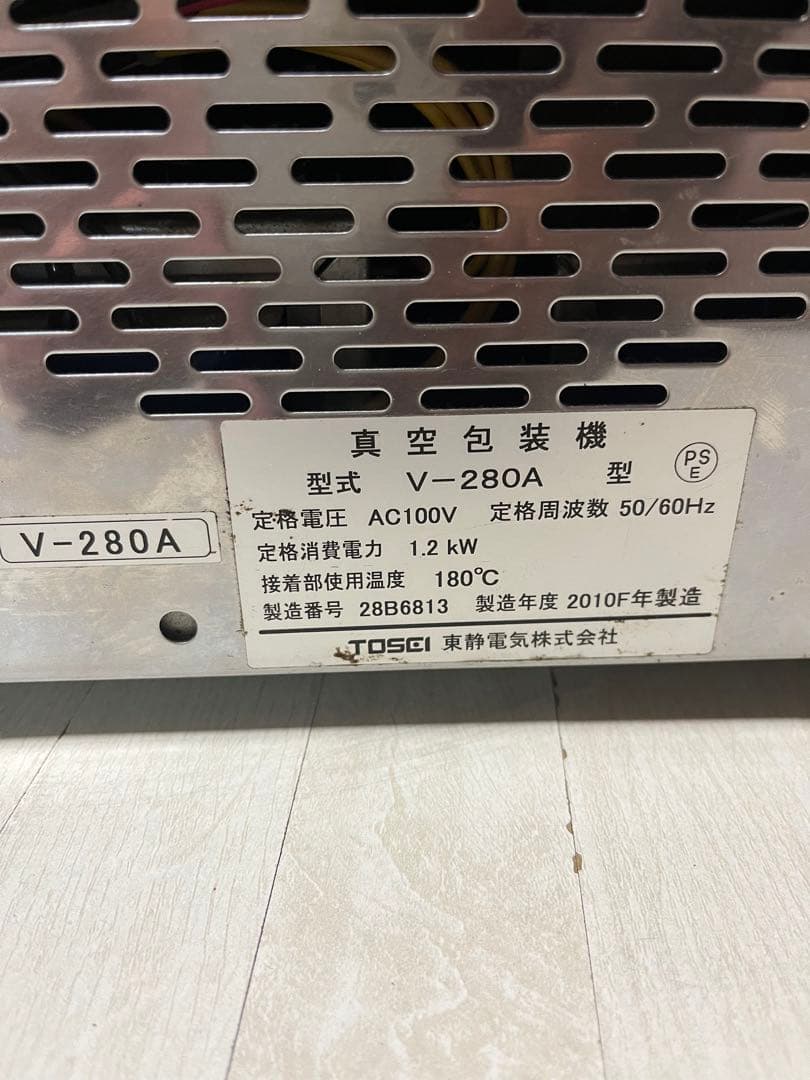 真空包装機
型式 V-280A 型 PSE
定格電圧 AC100V 定格周波数 50/60Hz
V-280A
定格消費電力 1.2 kW
接着部使用温度 180℃
製造番号 28B6813 製造年度 2010F年製造
TOSEI 東静電気株式会社